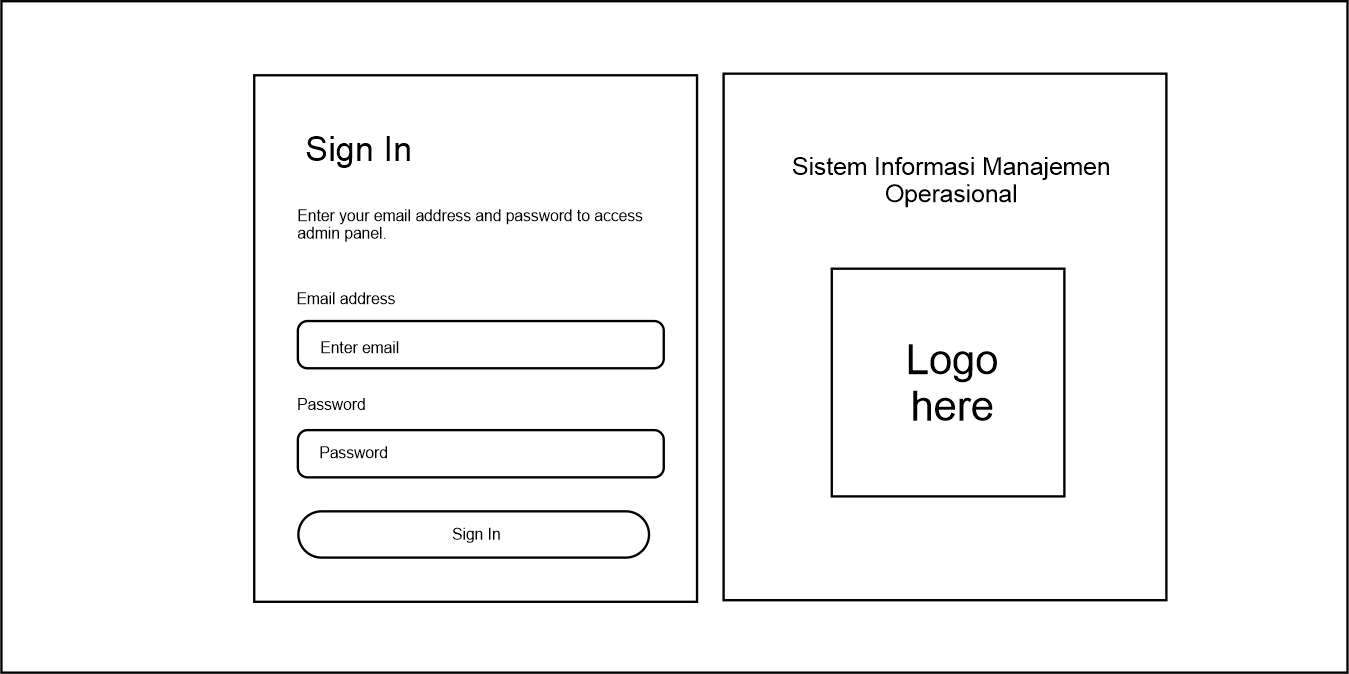 Sign In
Enter your email address and password to access
admin panel.
Email address
Enter email
Password
Password
Sign In
Sistem Informasi Manajemen
Operasional
Logo
here